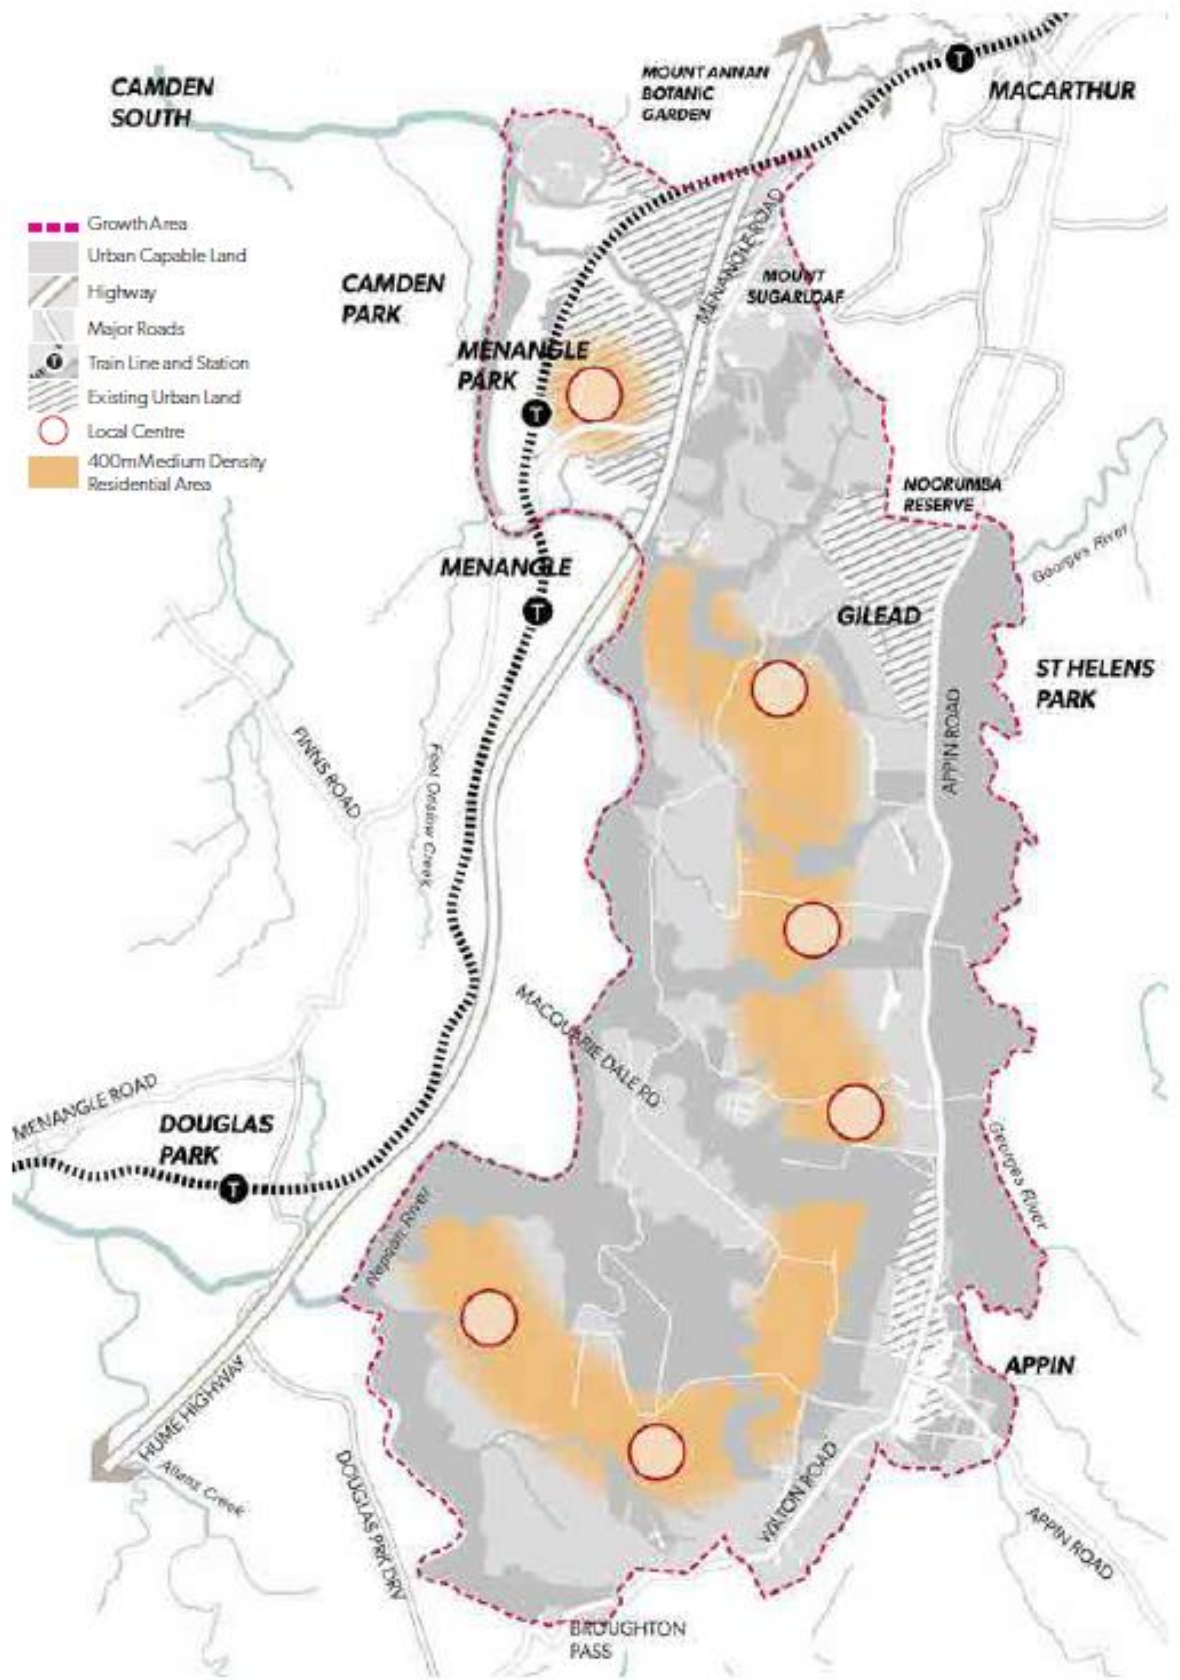 CAMDEN
SOUTH
MOUNT ANNAN
BOTANIC
GARDEN
T
MACARTHUR
Growth Area
Urban Capable Land
Highway
Major Roads
T
Train Line and Station
Existing Urban Land
Local Centre
400m Medium Density
Residential Area
CAMDEN
PARK
MENANGLE ROAD
MOUNT
SUGARLOAF
MENANGLE
PARK
T
NOORUMBA
RESERVE
Georges River
MENANGLE
T
GILEAD
ST HELENS
PARK
APPIN ROAD
FINNS ROAD
Foot Onslow Creek
MACQUARIE DALE RD
MENANGLE ROAD
DOUGLAS
PARK
T
Georges River
Nepean River
HUME HIGHWAY
Allens Creek
DOUGLAS PRK DRV
APPIN
WILTON ROAD
APPIN ROAD
BROUGHTON
PASS